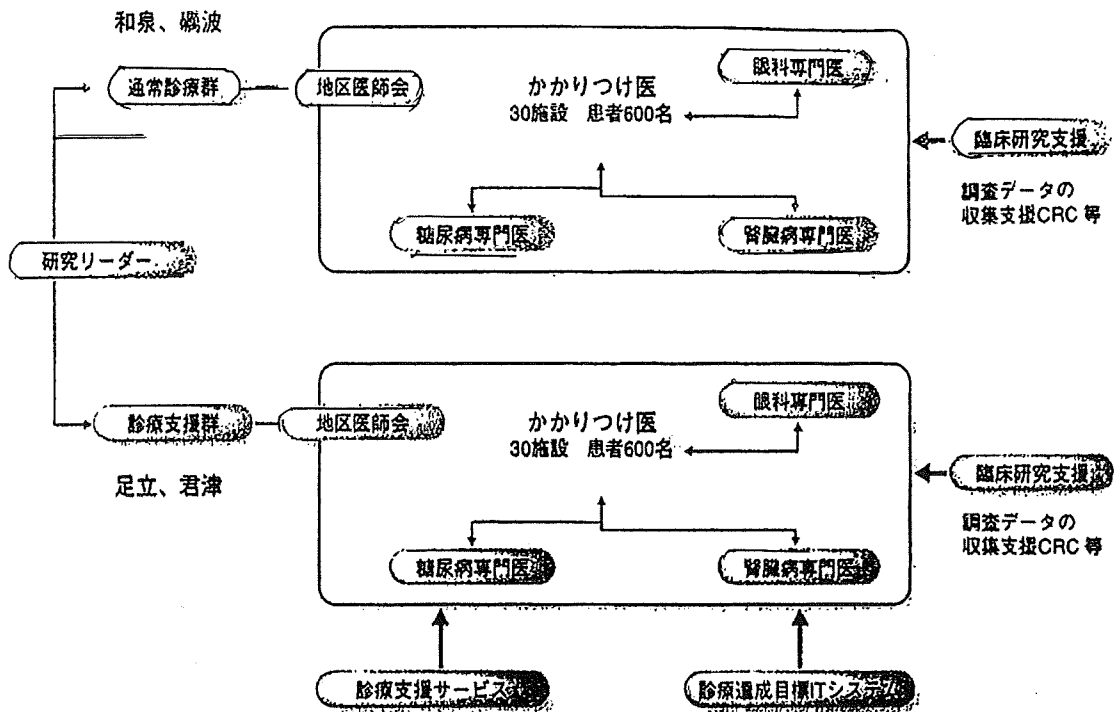 和泉、礪波
通常診療群
地区医師会
かかりつけ医
30施設 患者600名
眼科専門医
糖尿病専門医
腎臓病専門医
臨床研究支援
調査データの
収集支援CRC 等
研究リーダー
診療支援群
地区医師会
足立、君津
かかりつけ医
30施設 患者600名
眼科専門医
糖尿病専門医
腎臓病専門医
臨床研究支援
調査データの
収集支援CRC 等
診療支援サービス
診療達成目標ITシステム